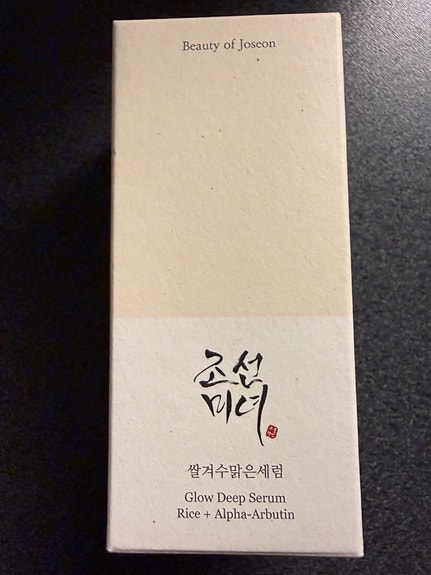 Beauty of Joseon
조선
미녀
쌀겨수맑은세럼
Glow Deep Serum
Rice + Alpha-Arbutin